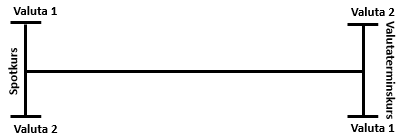 Valuta 1
Valuta 2
Spotkurs
Valutaterminskurs
Valuta 2
Valuta 1